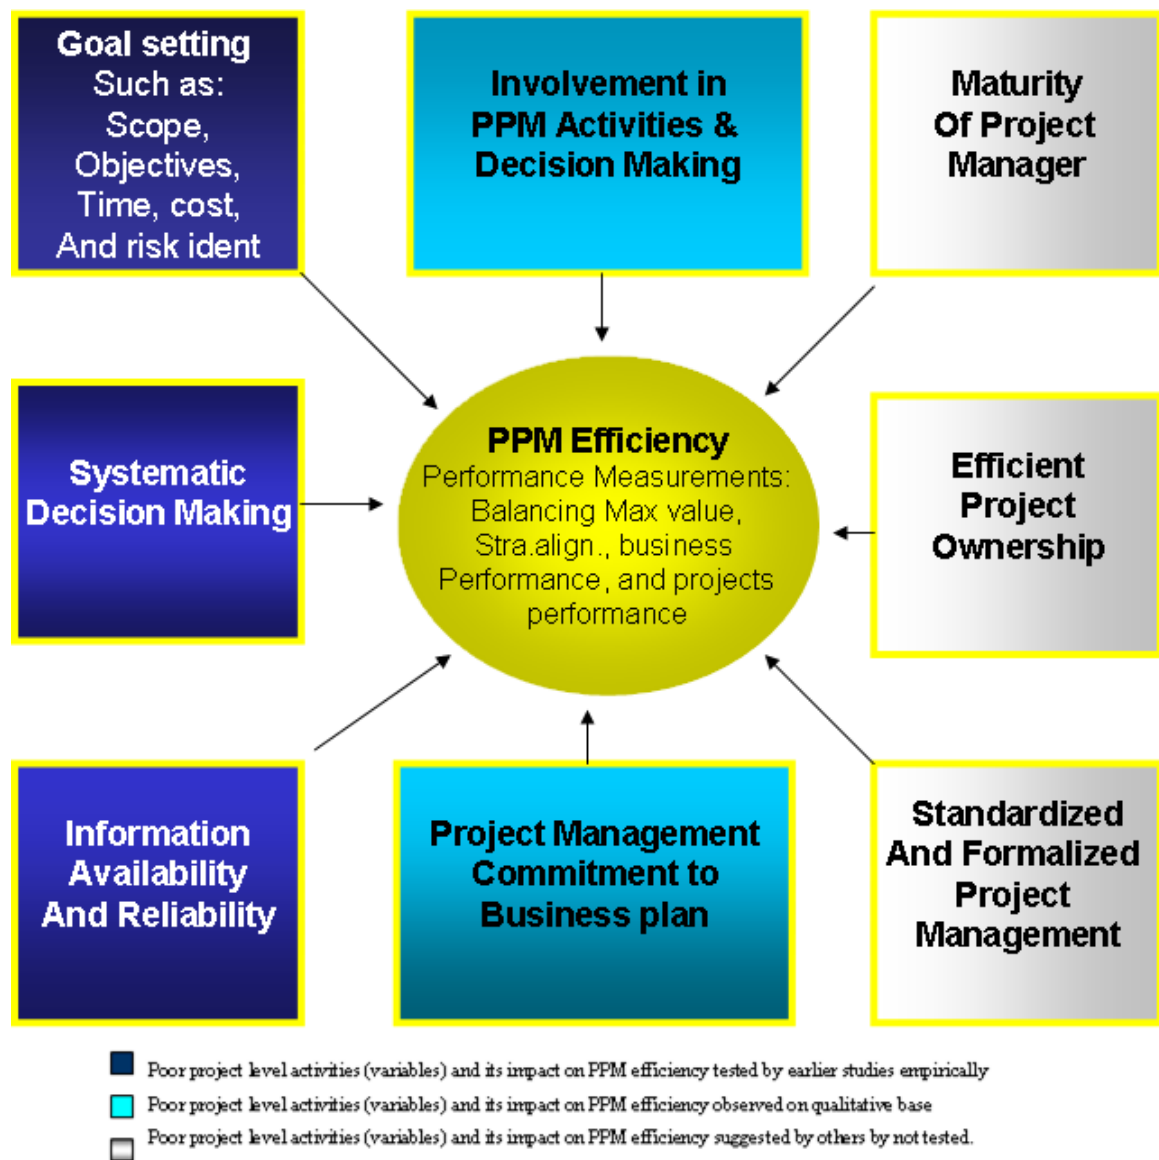 Goal setting
Such as:
Scope,
Objectives,
Time, cost,
And risk ident
Involvement in
PPM Activities &
Decision Making
Maturity
Of Project
Manager
Systematic
Decision Making
PPM Efficiency
Performance Measurements:
Balancing Max value,
Stra.align., business
Performance, and projects
performance
Efficient
Project
Ownership
Information
Availability
And Reliability
Project Management
Commitment to
Business plan
Standardized
And Formalized
Project
Management
Poor project level activities (variables) and its impact on PPM efficiency tested by earlier studies empirically
Poor project level activities (variables) and its impact on PPM efficiency observed on qualitative base
Poor project level activities (variables) and its impact on PPM efficiency suggested by others by not tested.